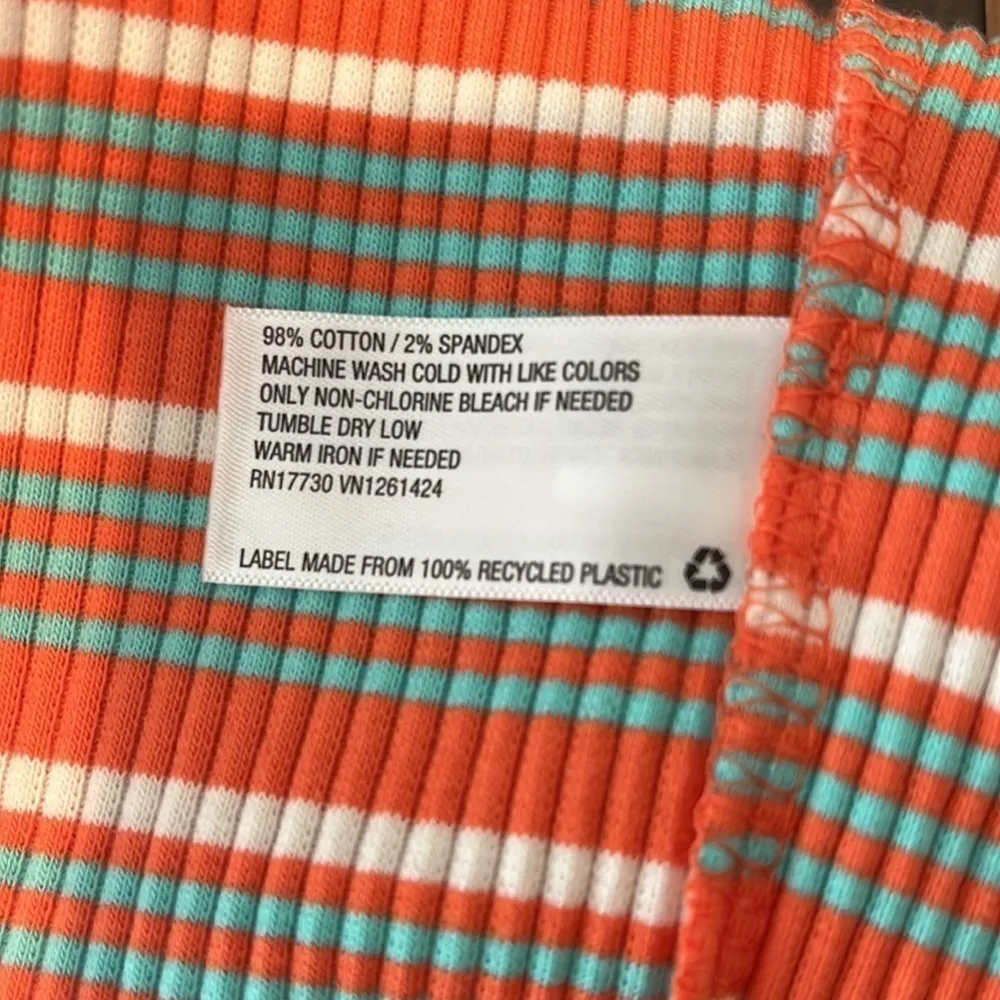 98% COTTON / 2% SPANDEX
MACHINE WASH COLD WITH LIKE COLORS
ONLY NON-CHLORINE BLEACH IF NEEDED
TUMBLE DRY LOW
WARM IRON IF NEEDED
RN17730 VN1261424
LABEL MADE FROM 100% RECYCLED PLASTIC